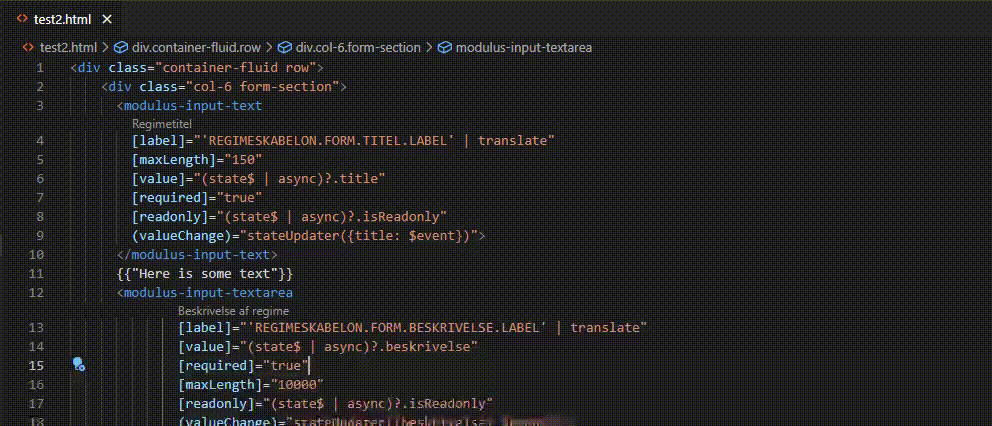 test2.html
test2.html > div.container-fluid.row > div.col-6.form-section > modulus-input-textarea
1 <div class="container-fluid row">
2 <div class="col-6 form-section">
3 <modulus-input-text
Regimetitel
4 [label]="'REGIMESKABELON.FORM.TITEL.LABEL' | translate"
5 [maxLength]="150"
6 [value]="(state$ | async)?.title"
7 [required]="true"
8 [readonly]="(state$ | async)?.isReadonly"
9 (valueChange)="stateUpdater({title: $event})">
10 </modulus-input-text>
11 {{"Here is some text"}}
12 <modulus-input-textarea
Beskrivelse af regime
13 [label]="'REGIMESKABELON.FORM.BESKRIVELSE.LABEL' | translate"
14 [value]="(state$ | async)?.beskrivelse"
15 [required]="true"
16 [maxLength]="10000"
17 [readonly]="(state$ | async)?.isReadonly"
18 (valueChange)=